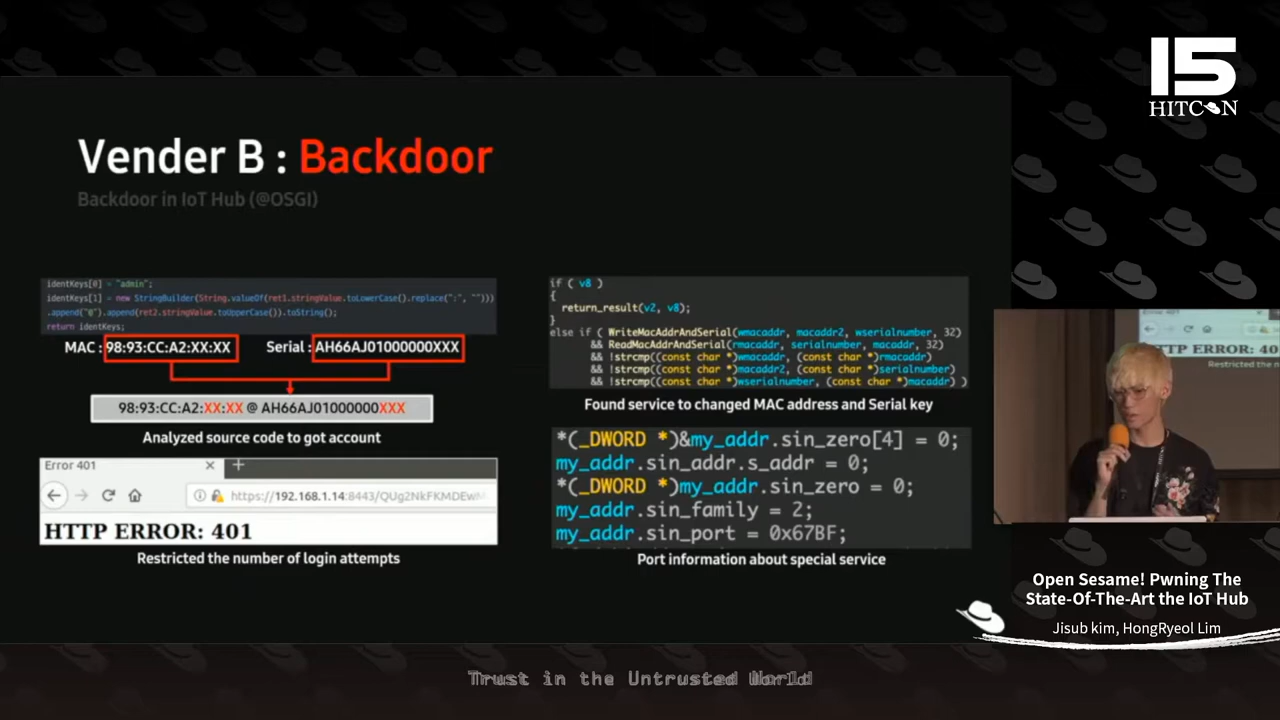 15
HITCON
Vender B : Backdoor
Backdoor in IoT Hub (@OSGI)
identKeys[0] = "admin";
identKeys[1] = new StringBuilder(String.valueOf(ret1.stringValue.toLowerCase().replace(":", "")))
.append("@").append(ret2.stringValue.toUpperCase()).toString();
return identKeys;
MAC : 98:93:CC:A2:XX:XX Serial : AH66AJ01000000XXX
98:93:CC:A2:XX:XX @ AH66AJ01000000XXX
Analyzed source code to got account
Error 401 × +
https://192.168.1.14:8443/QUg2NkFKMDEwM
HTTP ERROR: 401
Restricted the number of login attempts
if ( v8 )
{
return_result(v2, v8);
}
else if ( WriteMacAddrAndSerial(wmacaddr, macaddr2, wserialnumber, 32)
&& ReadMacAddrAndSerial(rmacaddr, serialnumber, macaddr, 32)
&& !strcmp((const char *)wmacaddr, (const char *)rmacaddr)
&& !strcmp((const char *)macaddr2, (const char *)serialnumber)
&& !strcmp((const char *)wserialnumber, (const char *)macaddr) )
Found service to changed MAC address and Serial key
*(_DWORD *)&my_addr.sin_zero[4] = 0;
my_addr.sin_addr.s_addr = 0;
*(_DWORD *)my_addr.sin_zero = 0;
my_addr.sin_family = 2;
my_addr.sin_port = 0x67BF;
Port information about special service
HTTP ERROR: 40
Restricted the n
Open Sesame! Pwning The
State-Of-The-Art the IoT Hub
Jisub kim, HongRyeol Lim
Trust in the Untrusted World